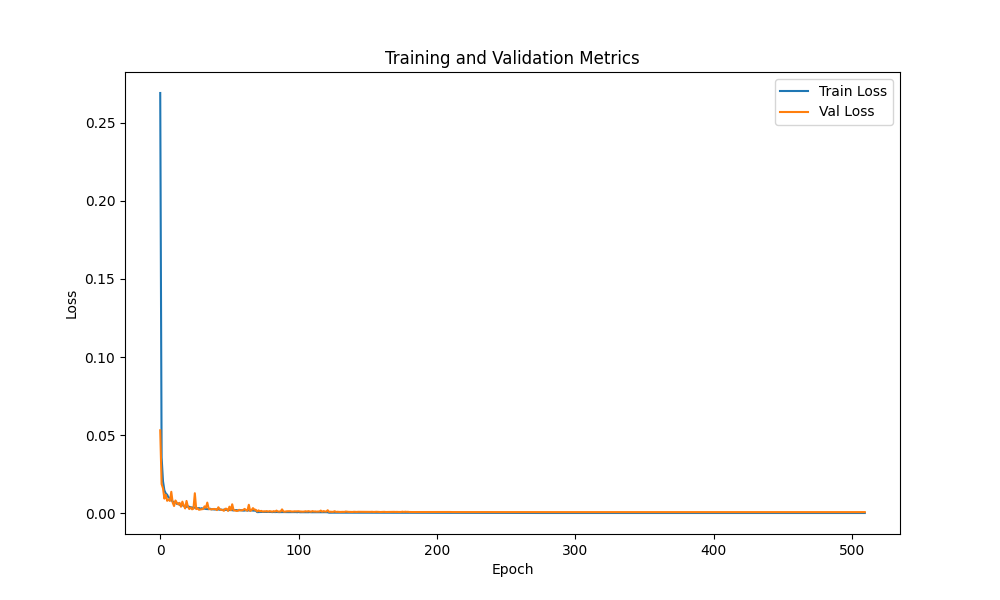 Training and Validation Metrics
Train Loss
Val Loss
0.25
0.20
0.15
0.10
0.05
0.00
Loss
0 100 200 300 400 500
Epoch